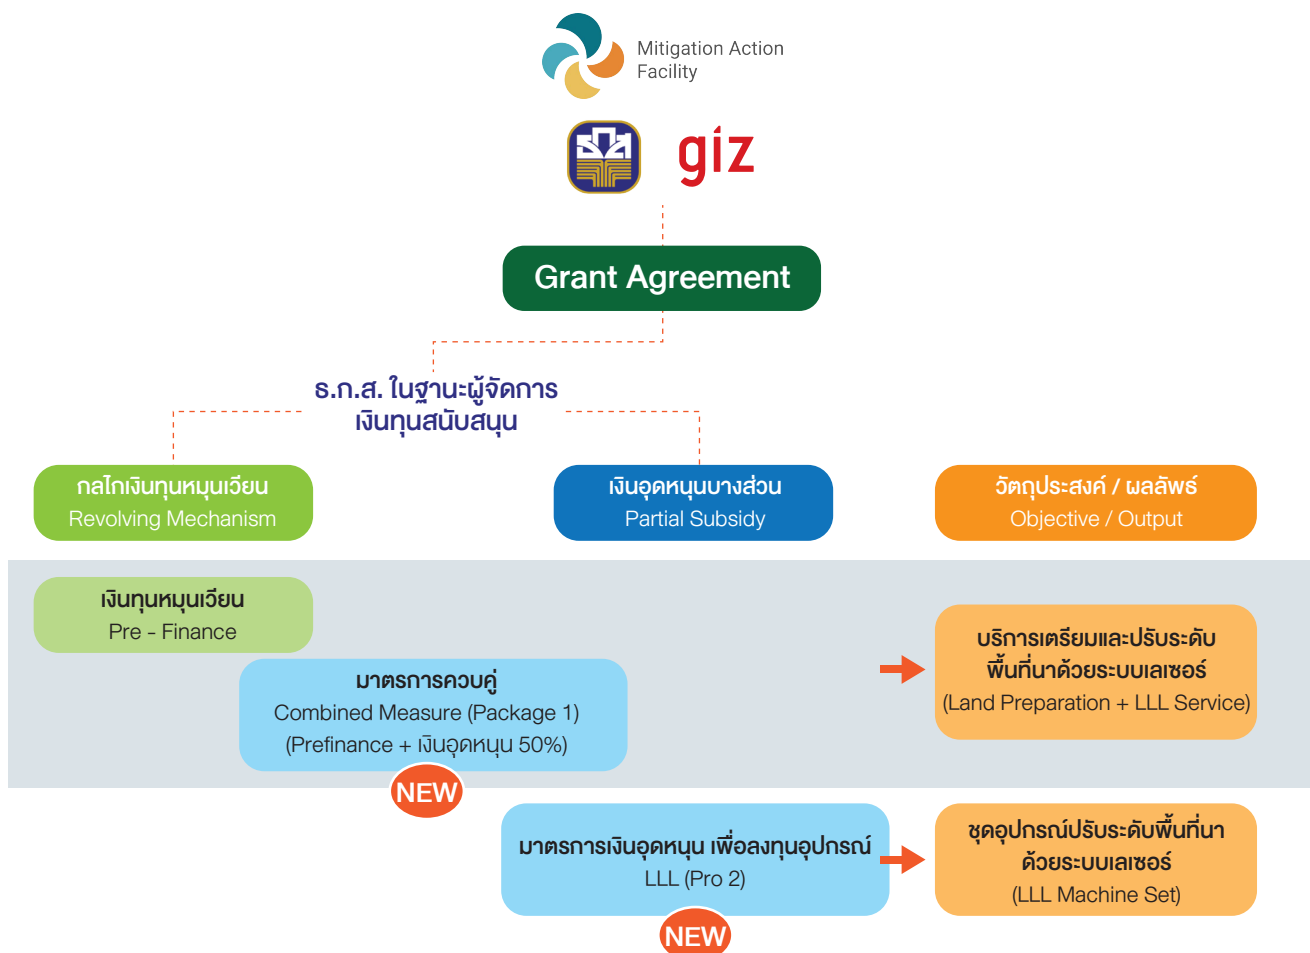 Mitigation Action
Facility
ธกส
giz
Grant Agreement
ธ.ก.ส. ในฐานะผู้จัดการ
เงินทุนสนับสนุน
กลไกเงินทุนหมุนเวียน
Revolving Mechanism
เงินอุดหนุนบางส่วน
Partial Subsidy
วัตถุประสงค์ / ผลลัพธ์
Objective / Output
เงินทุนหมุนเวียน
Pre - Finance
มาตรการควบคู่
Combined Measure (Package 1)
(Prefinance + เงินอุดหนุน 50%)
NEW
บริการเตรียมและปรับระดับ
พื้นที่นาด้วยระบบเลเซอร์
(Land Preparation + LLL Service)
มาตรการเงินอุดหนุน เพื่อลงทุนอุปกรณ์
LLL (Pro 2)
NEW
ชุดอุปกรณ์ปรับระดับพื้นที่นา
ด้วยระบบเลเซอร์
(LLL Machine Set)